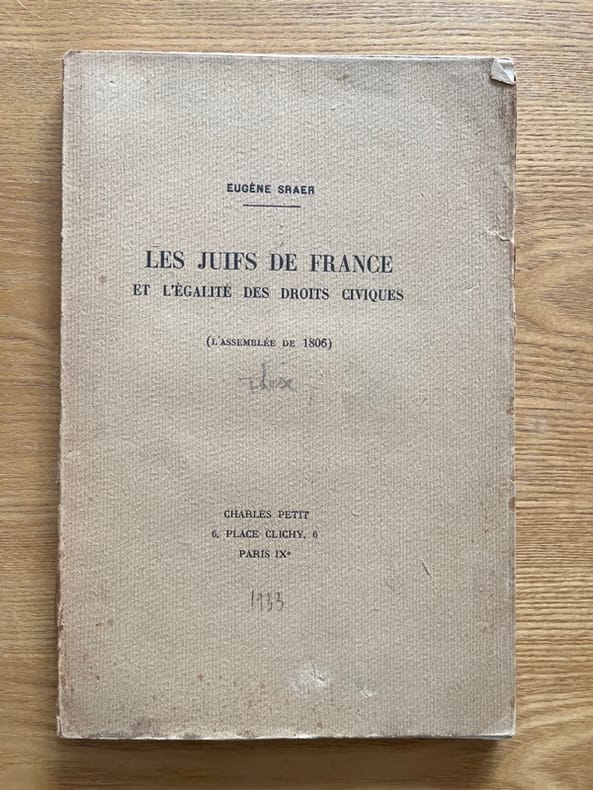 EUGÈNE SRAER
LES JUIFS DE FRANCE
ET L'ÉGALITÉ DES DROITS CIVIQUES
(L'ASSEMBLÉE DE 1806)
CHARLES PETIT
6, PLACE CLICHY, 6
PARIS IXe
1933